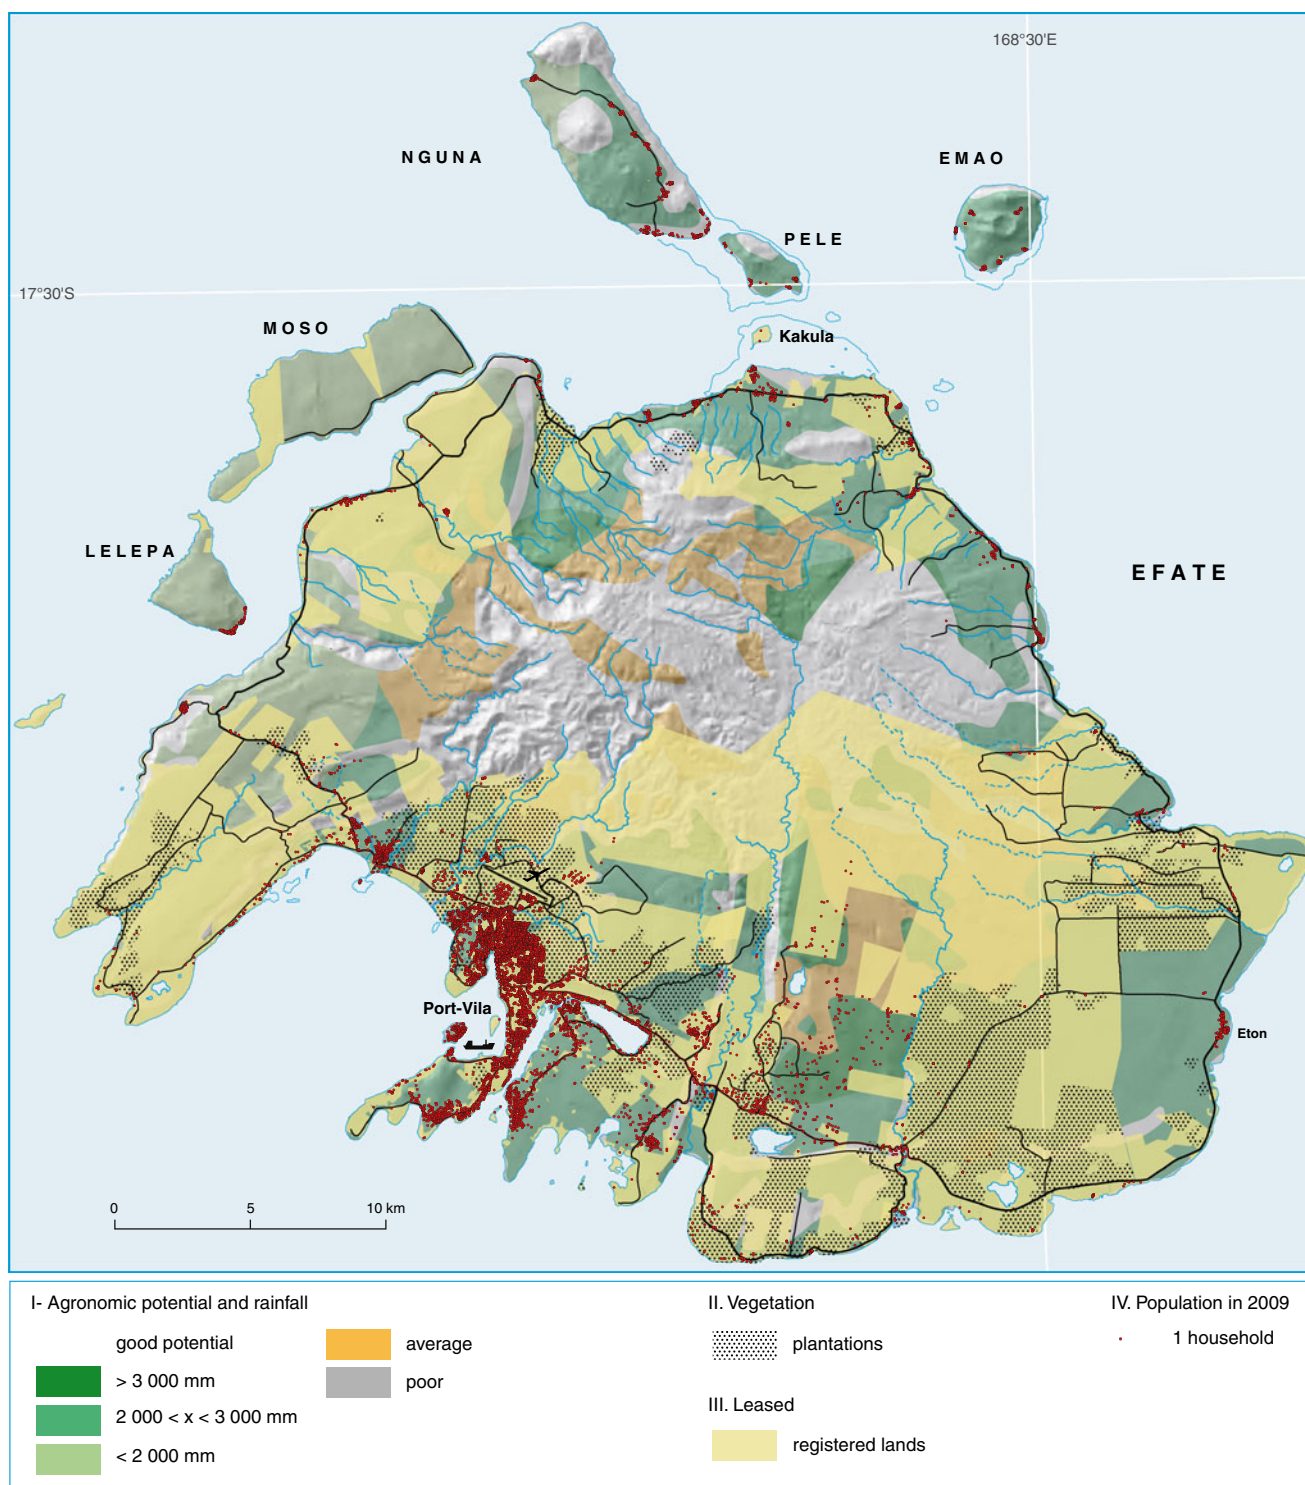 168°30'E
NGUNA
EMAO
PELE
17°30'S
MOSO
Kakula
LELEPA
EFATE
Port-Vila
Eton
0 5 10 km
I- Agronomic potential and rainfall
good potential
> 3 000 mm
2 000 < x < 3 000 mm
< 2 000 mm
average
poor
II. Vegetation
plantations
III. Leased
registered lands
IV. Population in 2009
1 household